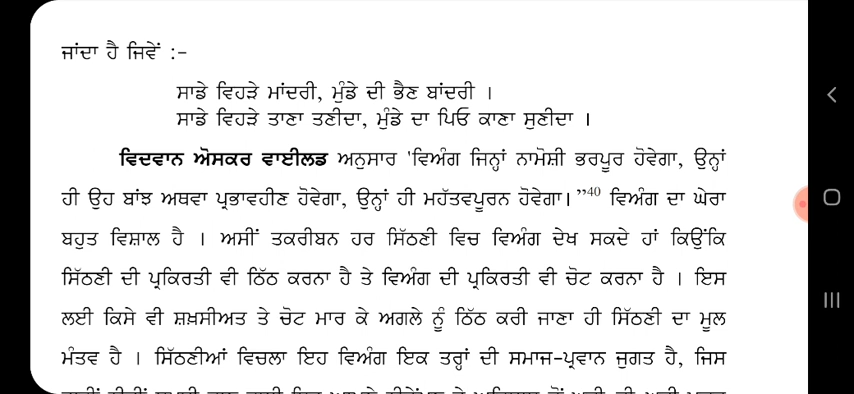 ਜਾਂਦਾ ਹੈ ਜਿਵੇਂ :-
ਸਾਡੇ ਵਿਹੜੇ ਮਾਂਦਰੀ, ਮੁੰਡੇ ਦੀ ਭੈਣ ਬਾਂਦਰੀ ।
ਸਾਡੇ ਵਿਹੜੇ ਤਾਣਾ ਤਣੀਦਾ, ਮੁੰਡੇ ਦਾ ਪਿਓ ਕਾਣਾ ਸੁਣੀਦਾ ।
ਵਿਦਵਾਨ ਔਸਕਰ ਵਾਈਲਡ ਅਨੁਸਾਰ 'ਵਿਅੰਗ ਜਿਨ੍ਹਾਂ ਨਾਮੋਸ਼ੀ ਭਰਪੂਰ ਹੋਵੇਗਾ, ਉਨ੍ਹਾਂ
ਹੀ ਉਹ ਬਾਂਝ ਅਥਵਾ ਪ੍ਰਭਾਵਹੀਣ ਹੋਵੇਗਾ, ਉਨ੍ਹਾਂ ਹੀ ਮਹੱਤਵਪੂਰਨ ਹੋਵੇਗਾ।”40 ਵਿਅੰਗ ਦਾ ਘੇਰਾ
ਬਹੁਤ ਵਿਸ਼ਾਲ ਹੈ । ਅਸੀਂ ਤਕਰੀਬਨ ਹਰ ਸਿੱਠਣੀ ਵਿਚ ਵਿਅੰਗ ਦੇਖ ਸਕਦੇ ਹਾਂ ਕਿਉਂਕਿ
ਸਿੱਠਣੀ ਦੀ ਪ੍ਰਕਿਰਤੀ ਵੀ ਠਿੱਠ ਕਰਨਾ ਹੈ ਤੇ ਵਿਅੰਗ ਦੀ ਪ੍ਰਕਿਰਤੀ ਵੀ ਚੋਟ ਕਰਨਾ ਹੈ । ਇਸ
ਲਈ ਕਿਸੇ ਵੀ ਸ਼ਖ਼ਸੀਅਤ ਤੇ ਚੋਟ ਮਾਰ ਕੇ ਅਗਲੇ ਨੂੰ ਠਿੱਠ ਕਰੀ ਜਾਣਾ ਹੀ ਸਿੱਠਣੀ ਦਾ ਮੂਲ
ਮੰਤਵ ਹੈ । ਸਿੱਠਣੀਆਂ ਵਿਚਲਾ ਇਹ ਵਿਅੰਗ ਇਕ ਤਰ੍ਹਾਂ ਦੀ ਸਮਾਜ-ਪ੍ਰਵਾਨ ਜੁਗਤ ਹੈ, ਜਿਸ